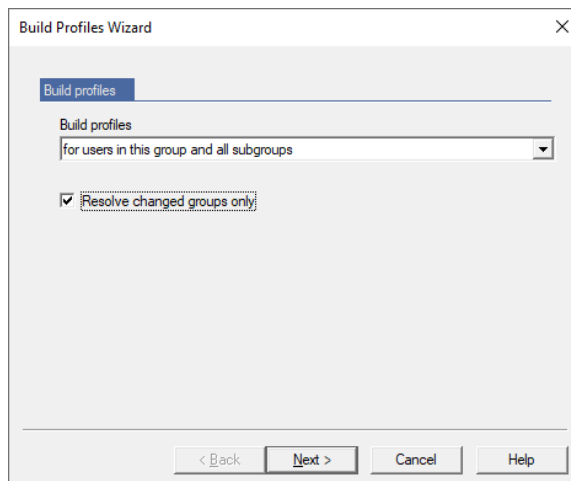 Build Profiles Wizard
Build profiles
Build profiles
for users in this group and all subgroups
Resolve changed groups only
< Back
Next >
Cancel
Help